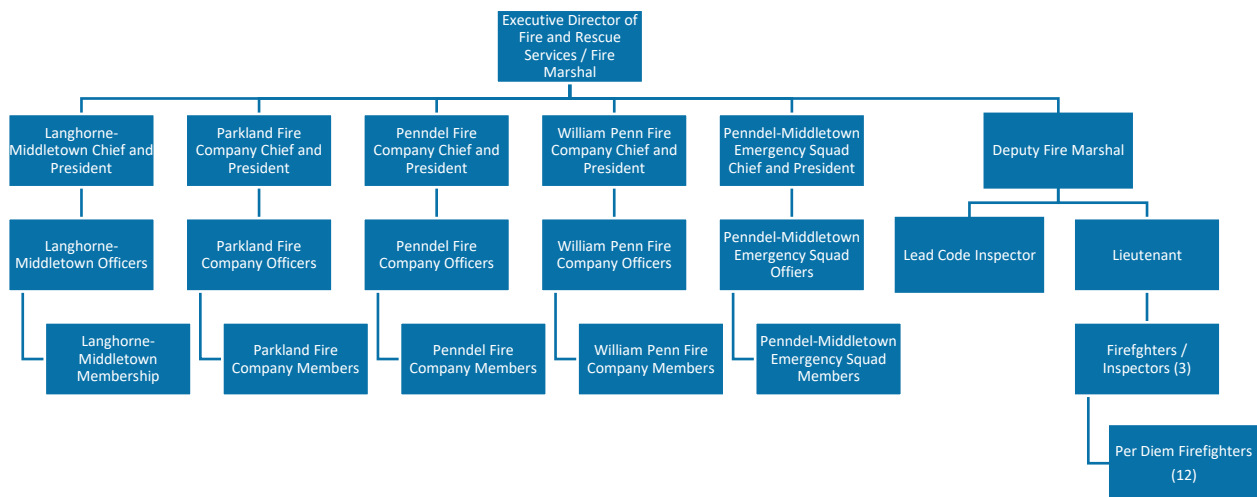 Executive Director of
Fire and Rescue
Services / Fire
Marshal
Langhorne-
Middletown Chief and
President
Parkland Fire
Company Chief and
President
Penndel Fire
Company Chief and
President
William Penn Fire
Company Chief and
President
Penndel-Middletown
Emergency Squad
Chief and President
Deputy Fire Marshal
Langhorne-
Middletown Officers
Parkland Fire
Company Officers
Penndel Fire
Company Officers
William Penn Fire
Company Officers
Penndel-Middletown
Emergency Squad
Offiers
Lead Code Inspector
Lieutenant
Langhorne-
Middletown
Membership
Parkland Fire
Company Members
Penndel Fire
Company Members
William Penn Fire
Company Members
Penndel-Middletown
Emergency Squad
Members
Firefghters /
Inspectors (3)
Per Diem Firefighters
(12)